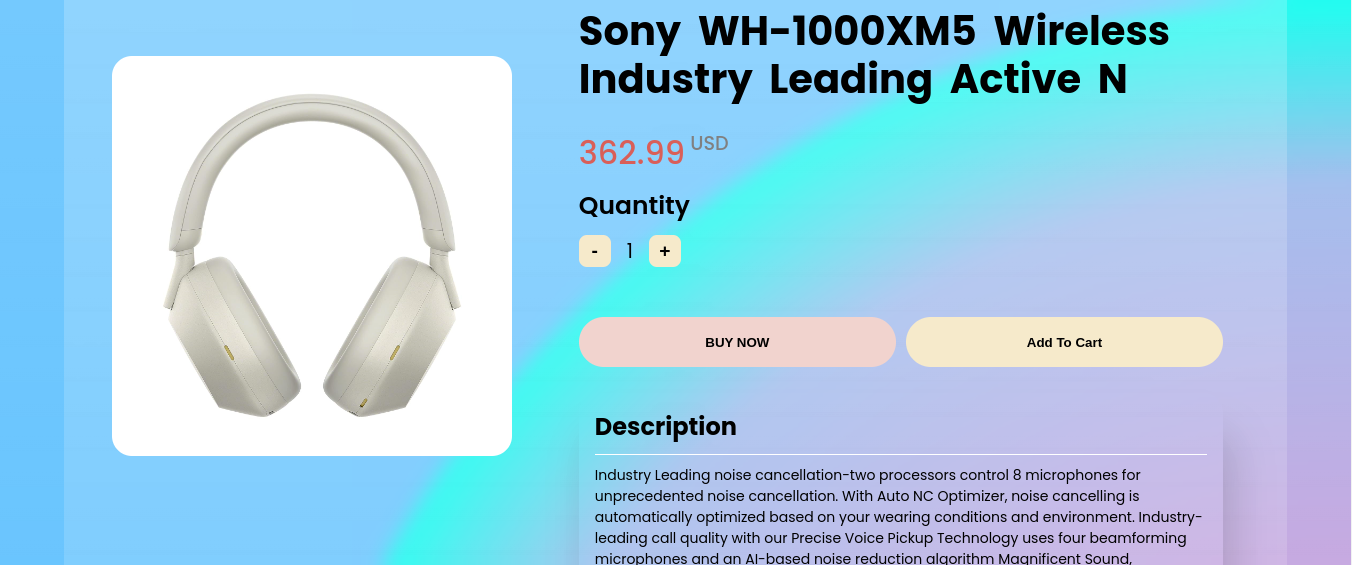 Sony WH-1000XM5 Wireless
Industry Leading Active N
362.99 USD
Quantity
- 1 +
BUY NOW
Add To Cart
Description
Industry Leading noise cancellation-two processors control 8 microphones for
unprecedented noise cancellation. With Auto NC Optimizer, noise cancelling is
automatically optimized based on your wearing conditions and environment. Industry-
leading call quality with our Precise Voice Pickup Technology uses four beamforming
microphones and an AI-based noise reduction algorithm Magnificent Sound,